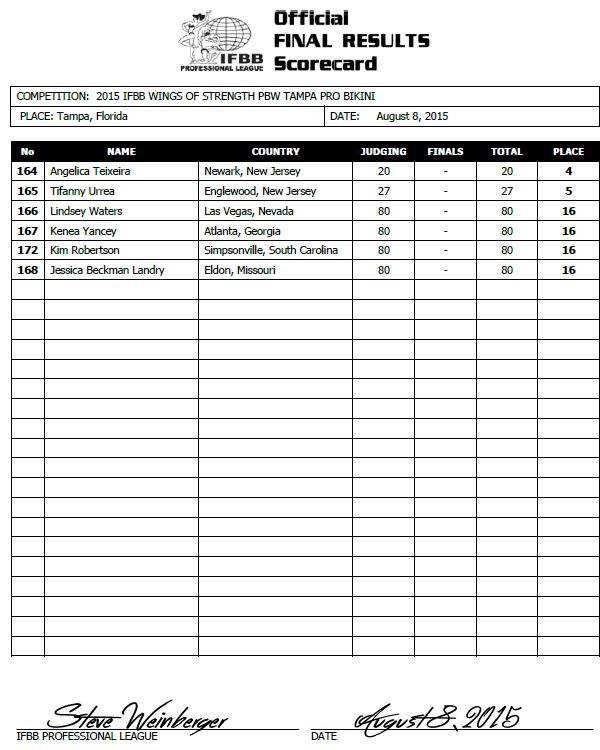 Official
FINAL RESULTS
Scorecard
IFBB
PROFESSIONAL LEAGUE
COMPETITION: 2015 IFBB WINGS OF STRENGTH PBW TAMPA PRO BIKINI
PLACE: Tampa, Florida DATE: August 8, 2015
No NAME COUNTRY JUDGING FINALS TOTAL PLACE
164 Angelica Teixeira Newark, New Jersey 20 - 20 4
165 Tifanny Urrea Englewood, New Jersey 27 - 27 5
166 Lindsey Waters Las Vegas, Nevada 80 - 80 16
167 Kenea Yancey Atlanta, Georgia 80 - 80 16
172 Kim Robertson Simpsonville, South Carolina 80 - 80 16
168 Jessica Beckman Landry Eldon, Missouri 80 - 80 16
Steve Weinberger August 8, 2015
IFBB PROFESSIONAL LEAGUE DATE